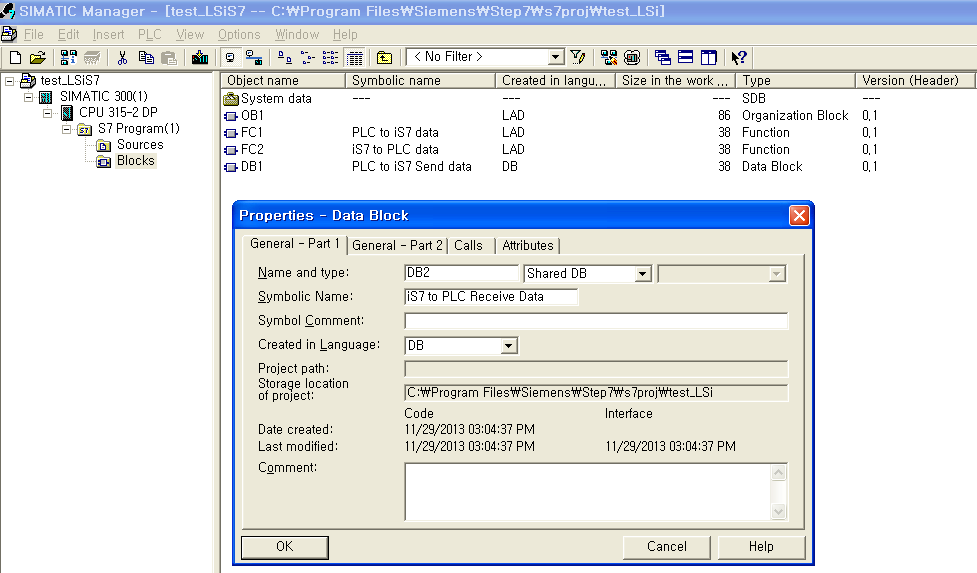 SIMATIC Manager - [test_LSiS7 -- C:₩Program Files₩Siemens₩Step7₩s7proj₩test_LSi]
File Edit Insert PLC View Options Window Help
< No Filter >
test_LSiS7
SIMATIC 300(1)
CPU 315-2 DP
S7 Program(1)
Sources
Blocks
Object name Symbolic name Created in langu... Size in the work ... Type Version (Header)
System data --- --- --- SDB ---
OB1 LAD 86 Organization Block 0,1
FC1 PLC to iS7 data LAD 38 Function 0,1
FC2 iS7 to PLC data LAD 38 Function 0,1
DB1 PLC to iS7 Send data DB 38 Data Block 0,1
Properties - Data Block
General - Part 1 General - Part 2 Calls Attributes
Name and type: DB2 Shared DB
Symbolic Name: iS7 to PLC Receive Data
Symbol Comment:
Created in Language: DB
Project path:
Storage location
of project: C:₩Program Files₩Siemens₩Step7₩s7proj₩test_LSi
Code Interface
Date created: 11/29/2013 03:04:37 PM
Last modified: 11/29/2013 03:04:37 PM 11/29/2013 03:04:37 PM
Comment:
OK Cancel Help